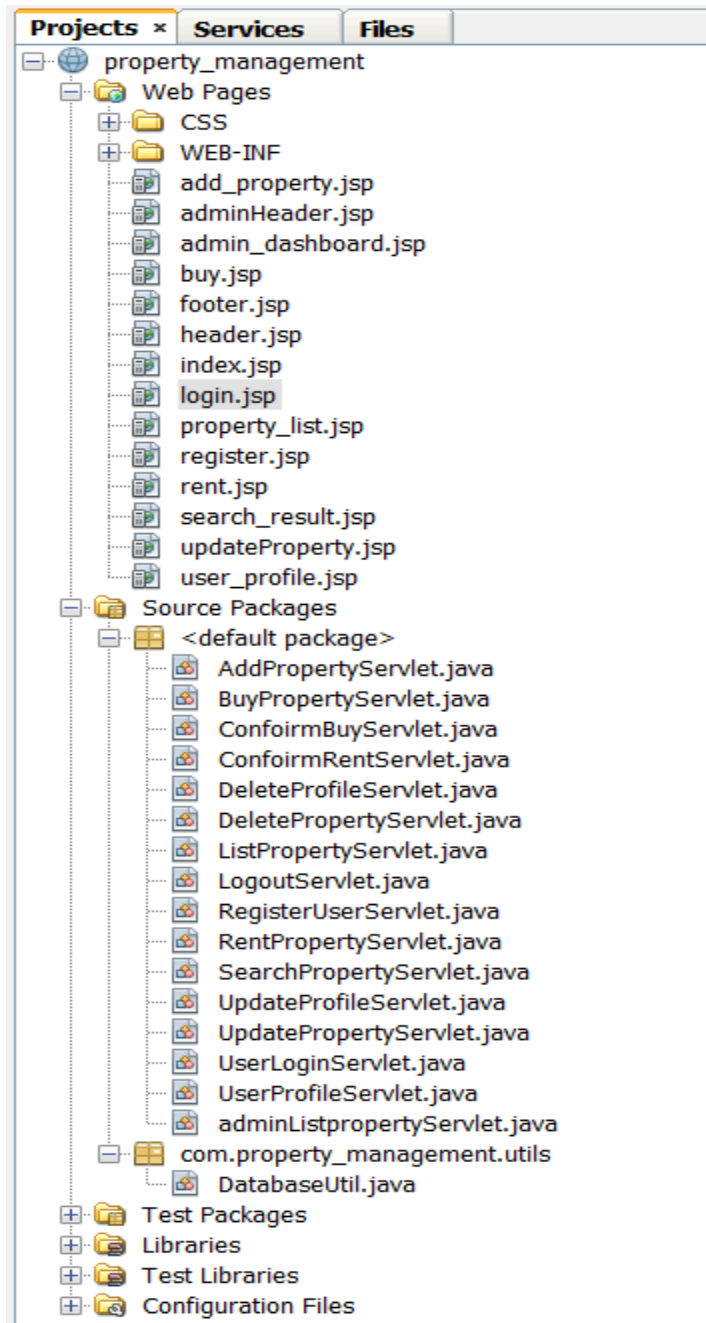 Projects × Services Files
property_management
Web Pages
CSS
WEB-INF
add_property.jsp
adminHeader.jsp
admin_dashboard.jsp
buy.jsp
footer.jsp
header.jsp
index.jsp
login.jsp
property_list.jsp
register.jsp
rent.jsp
search_result.jsp
updateProperty.jsp
user_profile.jsp
Source Packages
<default package>
AddPropertyServlet.java
BuyPropertyServlet.java
ConfoirmBuyServlet.java
ConfoirmRentServlet.java
DeleteProfileServlet.java
DeletePropertyServlet.java
ListPropertyServlet.java
LogoutServlet.java
RegisterUserServlet.java
RentPropertyServlet.java
SearchPropertyServlet.java
UpdateProfileServlet.java
UpdatePropertyServlet.java
UserLoginServlet.java
UserProfileServlet.java
adminListpropertyServlet.java
com.property_management.utils
DatabaseUtil.java
Test Packages
Libraries
Test Libraries
Configuration Files